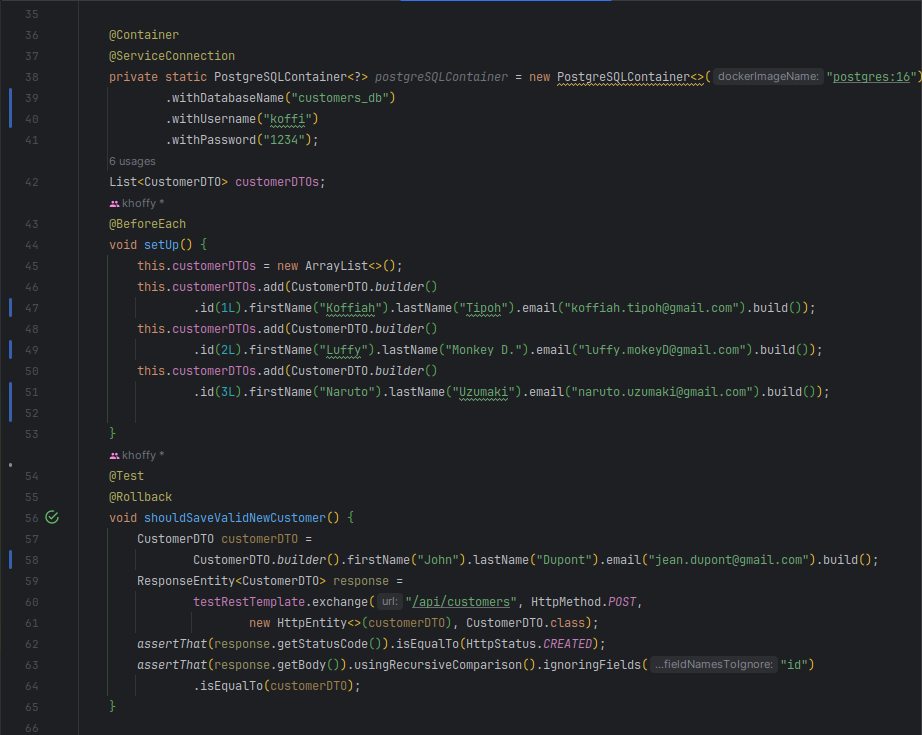 35
36 @Container
37 @ServiceConnection
38 private static PostgreSQLContainer<?> postgreSQLContainer = new PostgreSQLContainer<>( dockerImageName: "postgres:16")
39 .withDatabaseName("customers_db")
40 .withUsername("koffi")
41 .withPassword("1234");
6 usages
42 List<CustomerDTO> customerDTOs;
khoffy *
43 @BeforeEach
44 void setUp() {
45 this.customerDTOs = new ArrayList<>();
46 this.customerDTOs.add(CustomerDTO.builder()
47 .id(1L).firstName("Koffiah").lastName("Tipoh").email("koffiah.tipoh@gmail.com").build());
48 this.customerDTOs.add(CustomerDTO.builder()
49 .id(2L).firstName("Luffy").lastName("Monkey D.").email("luffy.mokeyD@gmail.com").build());
50 this.customerDTOs.add(CustomerDTO.builder()
51 .id(3L).firstName("Naruto").lastName("Uzumaki").email("naruto.uzumaki@gmail.com").build());
52
53 }
khoffy *
54 @Test
55 @Rollback
56 void shouldSaveValidNewCustomer() {
57 CustomerDTO customerDTO =
58 CustomerDTO.builder().firstName("John").lastName("Dupont").email("jean.dupont@gmail.com").build();
59 ResponseEntity<CustomerDTO> response =
60 testRestTemplate.exchange( url: "/api/customers", HttpMethod.POST,
61 new HttpEntity<>(customerDTO), CustomerDTO.class);
62 assertThat(response.getStatusCode()).isEqualTo(HttpStatus.CREATED);
63 assertThat(response.getBody()).usingRecursiveComparison().ignoringFields( ...fieldNamesToIgnore: "id")
64 .isEqualTo(customerDTO);
65 }
66